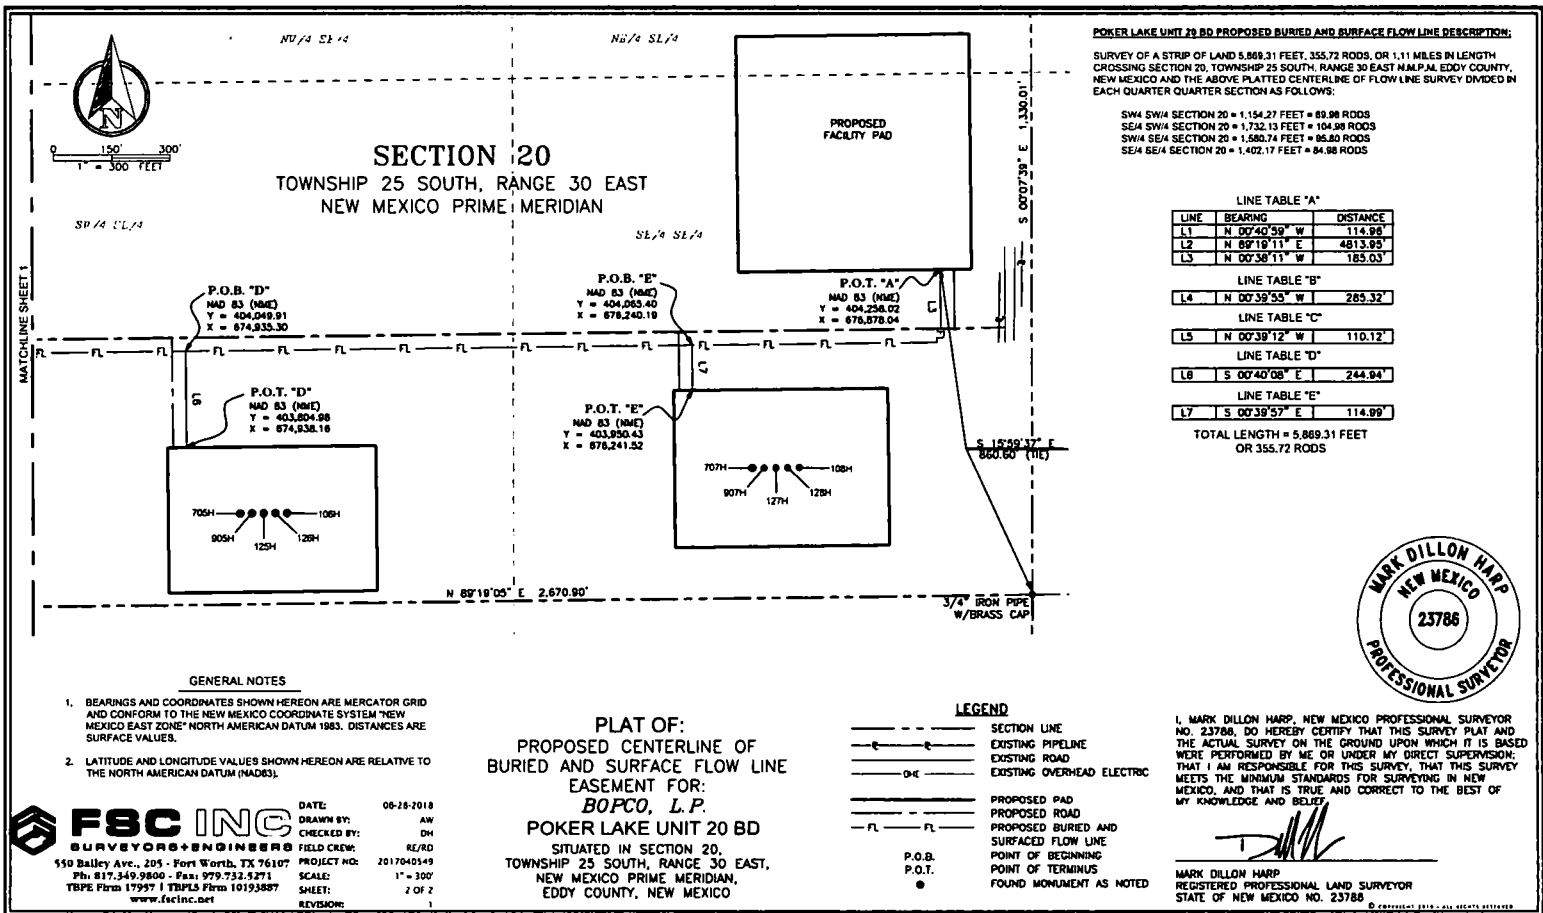 NW/4 SE/4
NE/4 SE/4
N
0 150' 300'
1" = 300 FEET
SECTION 20
TOWNSHIP 25 SOUTH, RANGE 30 EAST
NEW MEXICO PRIME MERIDIAN
SE/4 SE/4
PROPOSED
FACILITY PAD
S 00°07'39" E 1,330.01'
MATCHLINE SHEET 1
P.O.B. "D"
NAD 83 (NME)
Y = 404,049.91
X = 674,935.30
P.O.B. "E"
NAD 83 (NME)
Y = 404,065.40
X = 676,240.19
P.O.T. "A"
NAD 83 (NME)
Y = 404,258.02
X = 676,878.04
L3
FL FL FL FL FL FL FL FL FL FL FL FL FL FL
L6
L7
P.O.T. "D"
NAD 83 (NME)
Y = 403,804.98
X = 674,938.16
P.O.T. "E"
NAD 83 (NME)
Y = 403,950.43
X = 676,241.52
S 15°59'37" E
860.60' (TIE)
705H 106H
905H 125H 126H
707H 108H
907H 127H 128H
N 89°19'05" E 2,670.90'
3/4" IRON PIPE
W/BRASS CAP
POKER LAKE UNIT 20 BD PROPOSED BURIED AND SURFACE FLOW LINE DESCRIPTION:
SURVEY OF A STRIP OF LAND 5,869.31 FEET, 355.72 RODS, OR 1.11 MILES IN LENGTH
CROSSING SECTION 20, TOWNSHIP 25 SOUTH, RANGE 30 EAST N.M.P.M. EDDY COUNTY,
NEW MEXICO AND THE ABOVE PLATTED CENTERLINE OF FLOW LINE SURVEY DIVIDED IN
EACH QUARTER QUARTER SECTION AS FOLLOWS:
SW/4 SW/4 SECTION 20 = 1,154.27 FEET = 69.96 RODS
SE/4 SW/4 SECTION 20 = 1,732.13 FEET = 104.98 RODS
SW/4 SE/4 SECTION 20 = 1,580.74 FEET = 95.80 RODS
SE/4 SE/4 SECTION 20 = 1,402.17 FEET = 84.98 RODS
LINE TABLE "A"
LINE BEARING DISTANCE
L1 N 00°40'59" W 114.96'
L2 N 89°19'11" E 4813.95'
L3 N 00°38'11" W 185.03'
LINE TABLE "B"
L4 N 00°39'55" W 285.32'
LINE TABLE "C"
L5 N 00°39'12" W 110.12'
LINE TABLE "D"
L6 S 00°40'08" E 244.94'
LINE TABLE "E"
L7 S 00°39'57" E 114.99'
TOTAL LENGTH = 5,869.31 FEET
OR 355.72 RODS
MARK DILLON HARP
NEW MEXICO
23786
PROFESSIONAL SURVEYOR
GENERAL NOTES
1. BEARINGS AND COORDINATES SHOWN HEREON ARE MERCATOR GRID
AND CONFORM TO THE NEW MEXICO COORDINATE SYSTEM "NEW
MEXICO EAST ZONE" NORTH AMERICAN DATUM 1983. DISTANCES ARE
SURFACE VALUES.
2. LATITUDE AND LONGITUDE VALUES SHOWN HEREON ARE RELATIVE TO
THE NORTH AMERICAN DATUM (NAD83).
FSC INC
SURVEYORS+ENGINEERS
550 Bailey Ave., 205 - Fort Worth, TX 76107
Ph: 817.349.9800 - Fax: 979.732.5271
TBPE Firm 17957 | TBPLS Firm 10193887
www.fscinc.net
DATE: 06-28-2018
DRAWN BY: AW
CHECKED BY: DH
FIELD CREW: RE/RD
PROJECT NO: 2017040549
SCALE: 1" = 300'
SHEET: 2 OF 2
REVISION: 1
PLAT OF:
PROPOSED CENTERLINE OF
BURIED AND SURFACE FLOW LINE
EASEMENT FOR:
BOPCO, L.P.
POKER LAKE UNIT 20 BD
SITUATED IN SECTION 20,
TOWNSHIP 25 SOUTH, RANGE 30 EAST,
NEW MEXICO PRIME MERIDIAN,
EDDY COUNTY, NEW MEXICO
LEGEND
SECTION LINE
EXISTING PIPELINE
EXISTING ROAD
OHE EXISTING OVERHEAD ELECTRIC
PROPOSED PAD
PROPOSED ROAD
FL FL PROPOSED BURIED AND
SURFACED FLOW LINE
P.O.B. POINT OF BEGINNING
P.O.T. POINT OF TERMINUS
FOUND MONUMENT AS NOTED
I, MARK DILLON HARP, NEW MEXICO PROFESSIONAL SURVEYOR
NO. 23786, DO HEREBY CERTIFY THAT THIS SURVEY PLAT AND
THE ACTUAL SURVEY ON THE GROUND UPON WHICH IT IS BASED
WERE PERFORMED BY ME OR UNDER MY DIRECT SUPERVISION;
THAT I AM RESPONSIBLE FOR THIS SURVEY, THAT THIS SURVEY
MEETS THE MINIMUM STANDARDS FOR SURVEYING IN NEW
MEXICO, AND THAT IS TRUE AND CORRECT TO THE BEST OF
MY KNOWLEDGE AND BELIEF.
MARK DILLON HARP
REGISTERED PROFESSIONAL LAND SURVEYOR
STATE OF NEW MEXICO NO. 23786
© COPYRIGHT 2016 - ALL RIGHTS RESERVED